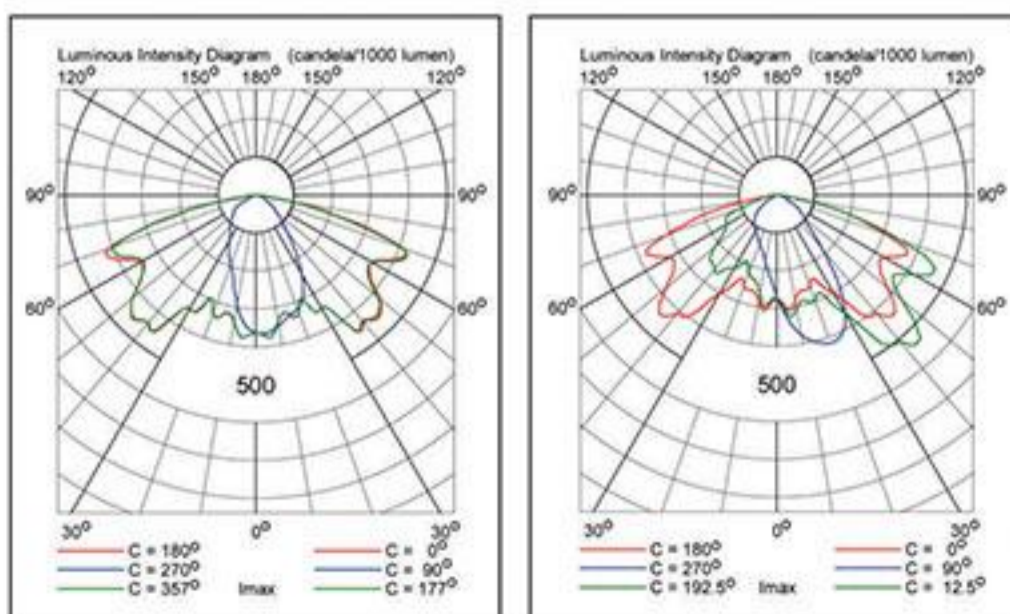 Luminous Intensity Diagram (candela/1000 lumen)
120° 150° 180° 150° 120°
90° 90°
60° 60°
500
30° 0° 30°
C = 180° C = 0°
C = 270° C = 90°
C = 357° Imax C = 177°
Luminous Intensity Diagram (candela/1000 lumen)
120° 150° 180° 150° 120°
90° 90°
60° 60°
500
30° 0° 30°
C = 180° C = 0°
C = 270° C = 90°
C = 192.5° Imax C = 12.5°